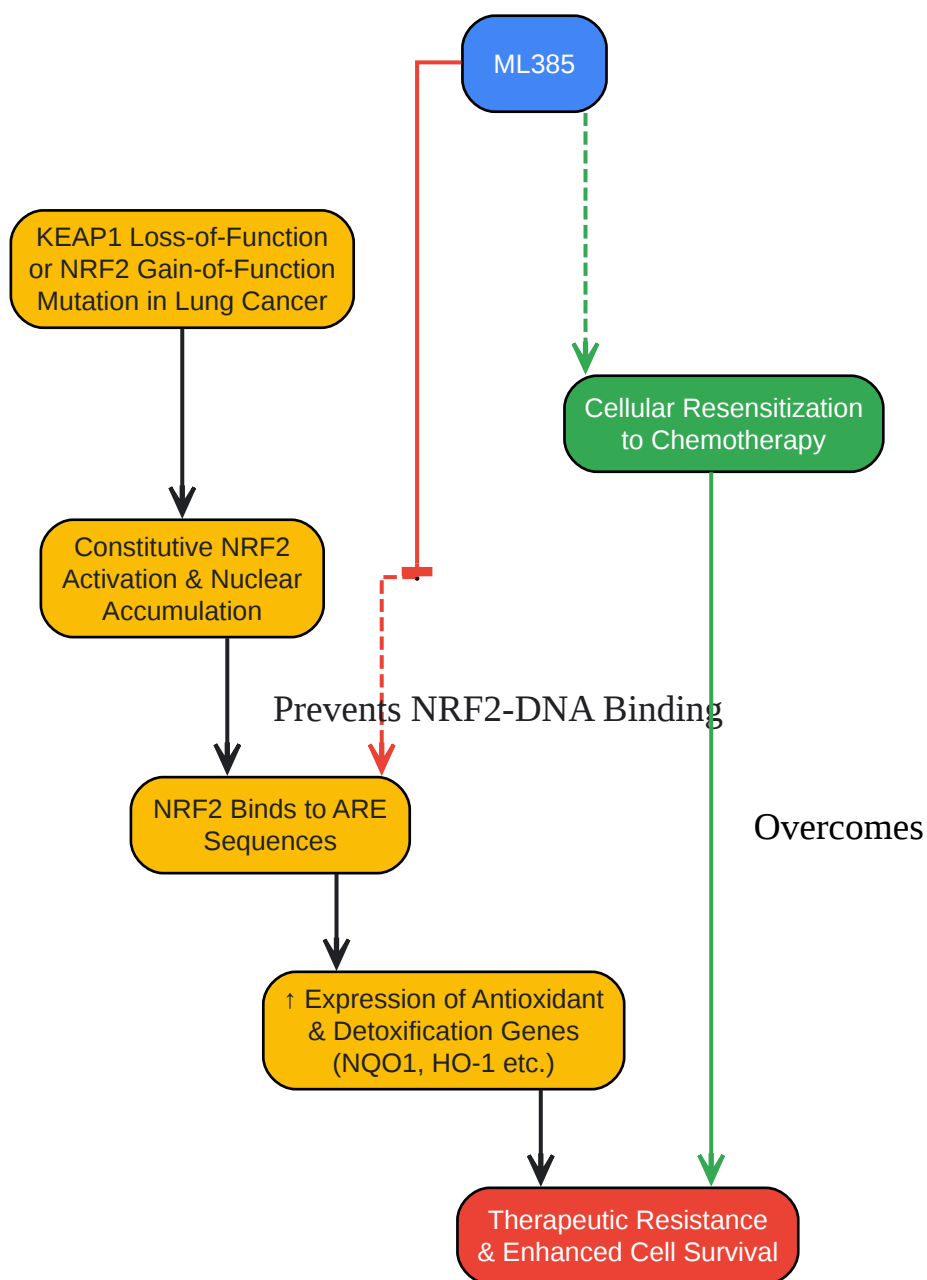 ML385
KEAP1 Loss-of-Function
or NRF2 Gain-of-Function
Mutation in Lung Cancer
Cellular Resensitization
to Chemotherapy
Constitutive NRF2
Activation & Nuclear
Accumulation
Prevents NRF2-DNA Binding
NRF2 Binds to ARE
Sequences
Overcomes
↑ Expression of Antioxidant
& Detoxification Genes
(NQO1, HO-1 etc.)
Therapeutic Resistance
& Enhanced Cell Survival